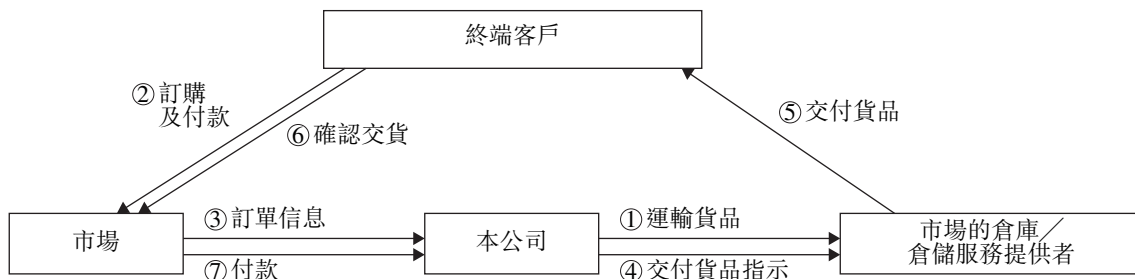 終端客戶
②訂購
及付款
⑥確認交貨
⑤交付貨品
市場
③訂單信息
⑦付款
本公司
①運輸貨品
④交付貨品指示
市場的倉庫／
倉儲服務提供者